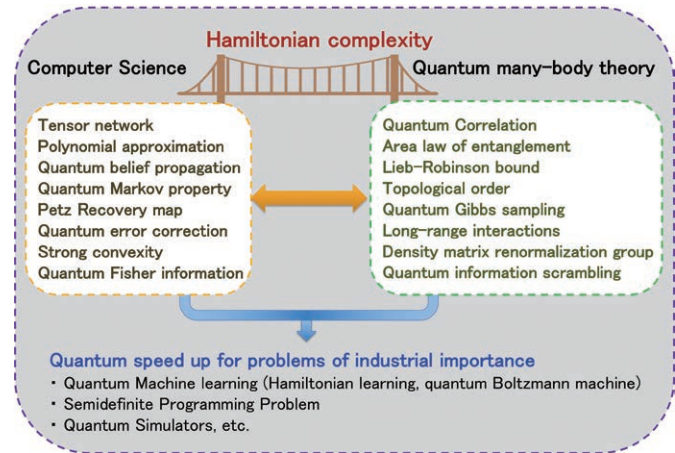 Hamiltonian complexity
Computer Science
Quantum many-body theory
Tensor network
Polynomial approximation
Quantum belief propagation
Quantum Markov property
Petz Recovery map
Quantum error correction
Strong convexity
Quantum Fisher information
Quantum Correlation
Area law of entanglement
Lieb-Robinson bound
Topological order
Quantum Gibbs sampling
Long-range interactions
Density matrix renormalization group
Quantum information scrambling
Quantum speed up for problems of industrial importance
・Quantum Machine learning (Hamiltonian learning, quantum Boltzmann machine)
・Semidefinite Programming Problem
・Quantum Simulators, etc.